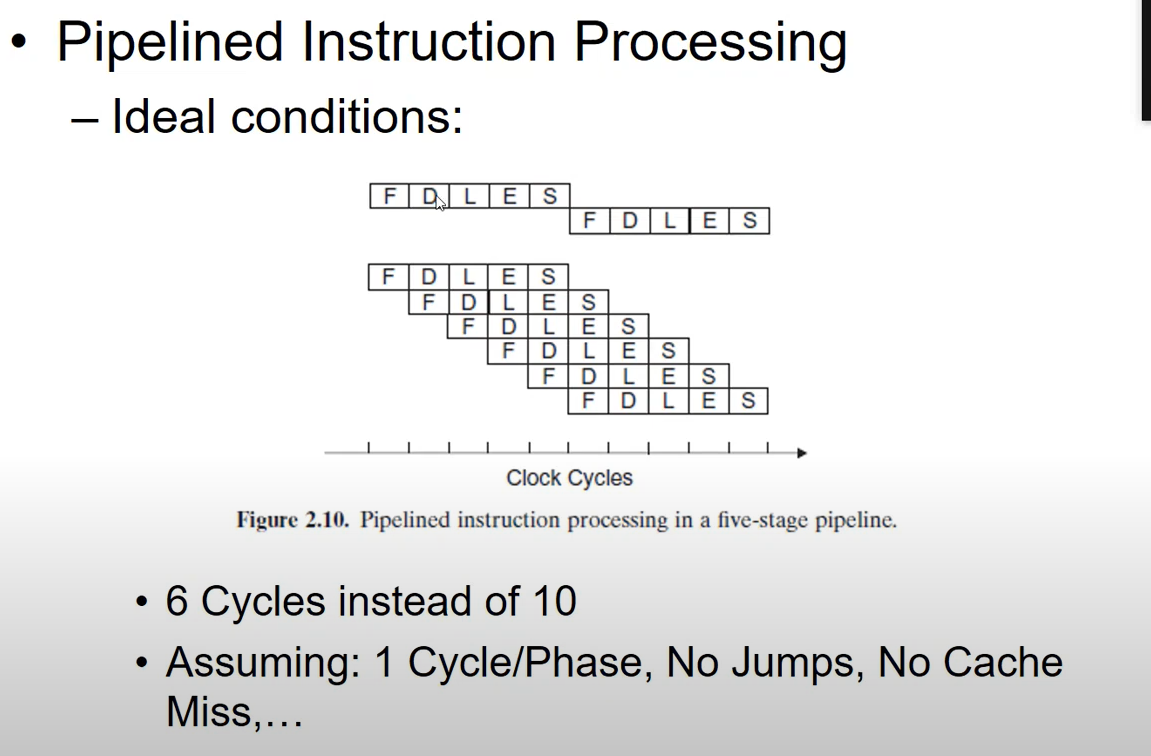 • Pipelined Instruction Processing
– Ideal conditions:
F D L E S
F D L E S
F D L E S
F D L E S
F D L E S
F D L E S
F D L E S
F D L E S
Clock Cycles
Figure 2.10. Pipelined instruction processing in a five-stage pipeline.
• 6 Cycles instead of 10
• Assuming: 1 Cycle/Phase, No Jumps, No Cache
Miss,…